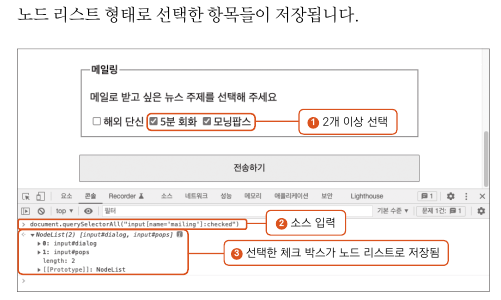 노드 리스트 형태로 선택한 항목들이 저장됩니다.
메일링
메일로 받고 싶은 뉴스 주제를 선택해 주세요
해외 단신 5분 회화 모닝팝스
1 2개 이상 선택
전송하기
요소 콘솔 Recorder 소스 네트워크 성능 메모리 애플리케이션 보안 Lighthouse 1
top ▼ 필터 기본 수준 ▼ 문제 1건: 1
> document.querySelectorAll("input[name='mailing']:checked")
2 소스 입력
< ▼NodeList(2) [input#dialog, input#pops]
▶ 0: input#dialog
▶ 1: input#pops
length: 2
▶ [[Prototype]]: NodeList
3 선택한 체크 박스가 노드 리스트로 저장됨
>